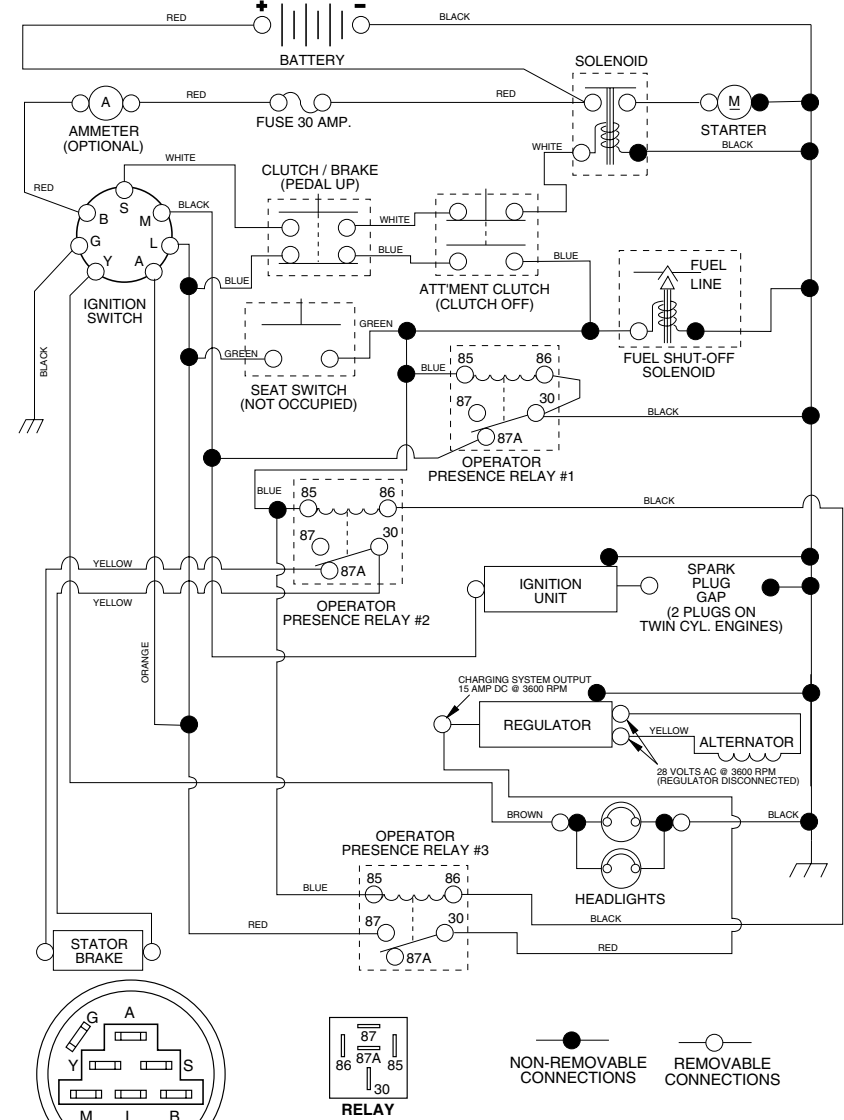 + –
RED
BLACK
BATTERY
SOLENOID
A
RED
RED
M
AMMETER
(OPTIONAL)
FUSE 30 AMP.
STARTER
WHITE
WHITE
BLACK
CLUTCH / BRAKE
(PEDAL UP)
RED
S
B
M
BLACK
G
L
Y
A
WHITE
BLUE
BLUE
BLUE
IGNITION
SWITCH
ATT'MENT CLUTCH
(CLUTCH OFF)
FUEL
LINE
FUEL SHUT-OFF
SOLENOID
GREEN
GREEN
SEAT SWITCH
(NOT OCCUPIED)
BLACK
BLUE
85
86
87
30
87A
BLACK
OPERATOR
PRESENCE RELAY #1
BLUE
85
86
87
30
87A
BLACK
YELLOW
YELLOW
OPERATOR
PRESENCE RELAY #2
IGNITION
UNIT
SPARK
PLUG
GAP
(2 PLUGS ON
TWIN CYL. ENGINES)
ORANGE
CHARGING SYSTEM OUTPUT
15 AMP DC @ 3600 RPM
REGULATOR
YELLOW
ALTERNATOR
28 VOLTS AC @ 3600 RPM
(REGULATOR DISCONNECTED)
BROWN
BLACK
HEADLIGHTS
OPERATOR
PRESENCE RELAY #3
BLUE
85
86
87
30
87A
BLACK
RED
RED
STATOR
BRAKE
G
A
Y
S
M
L
B
87
87A
86
85
30
RELAY
NON-REMOVABLE
CONNECTIONS
REMOVABLE
CONNECTIONS